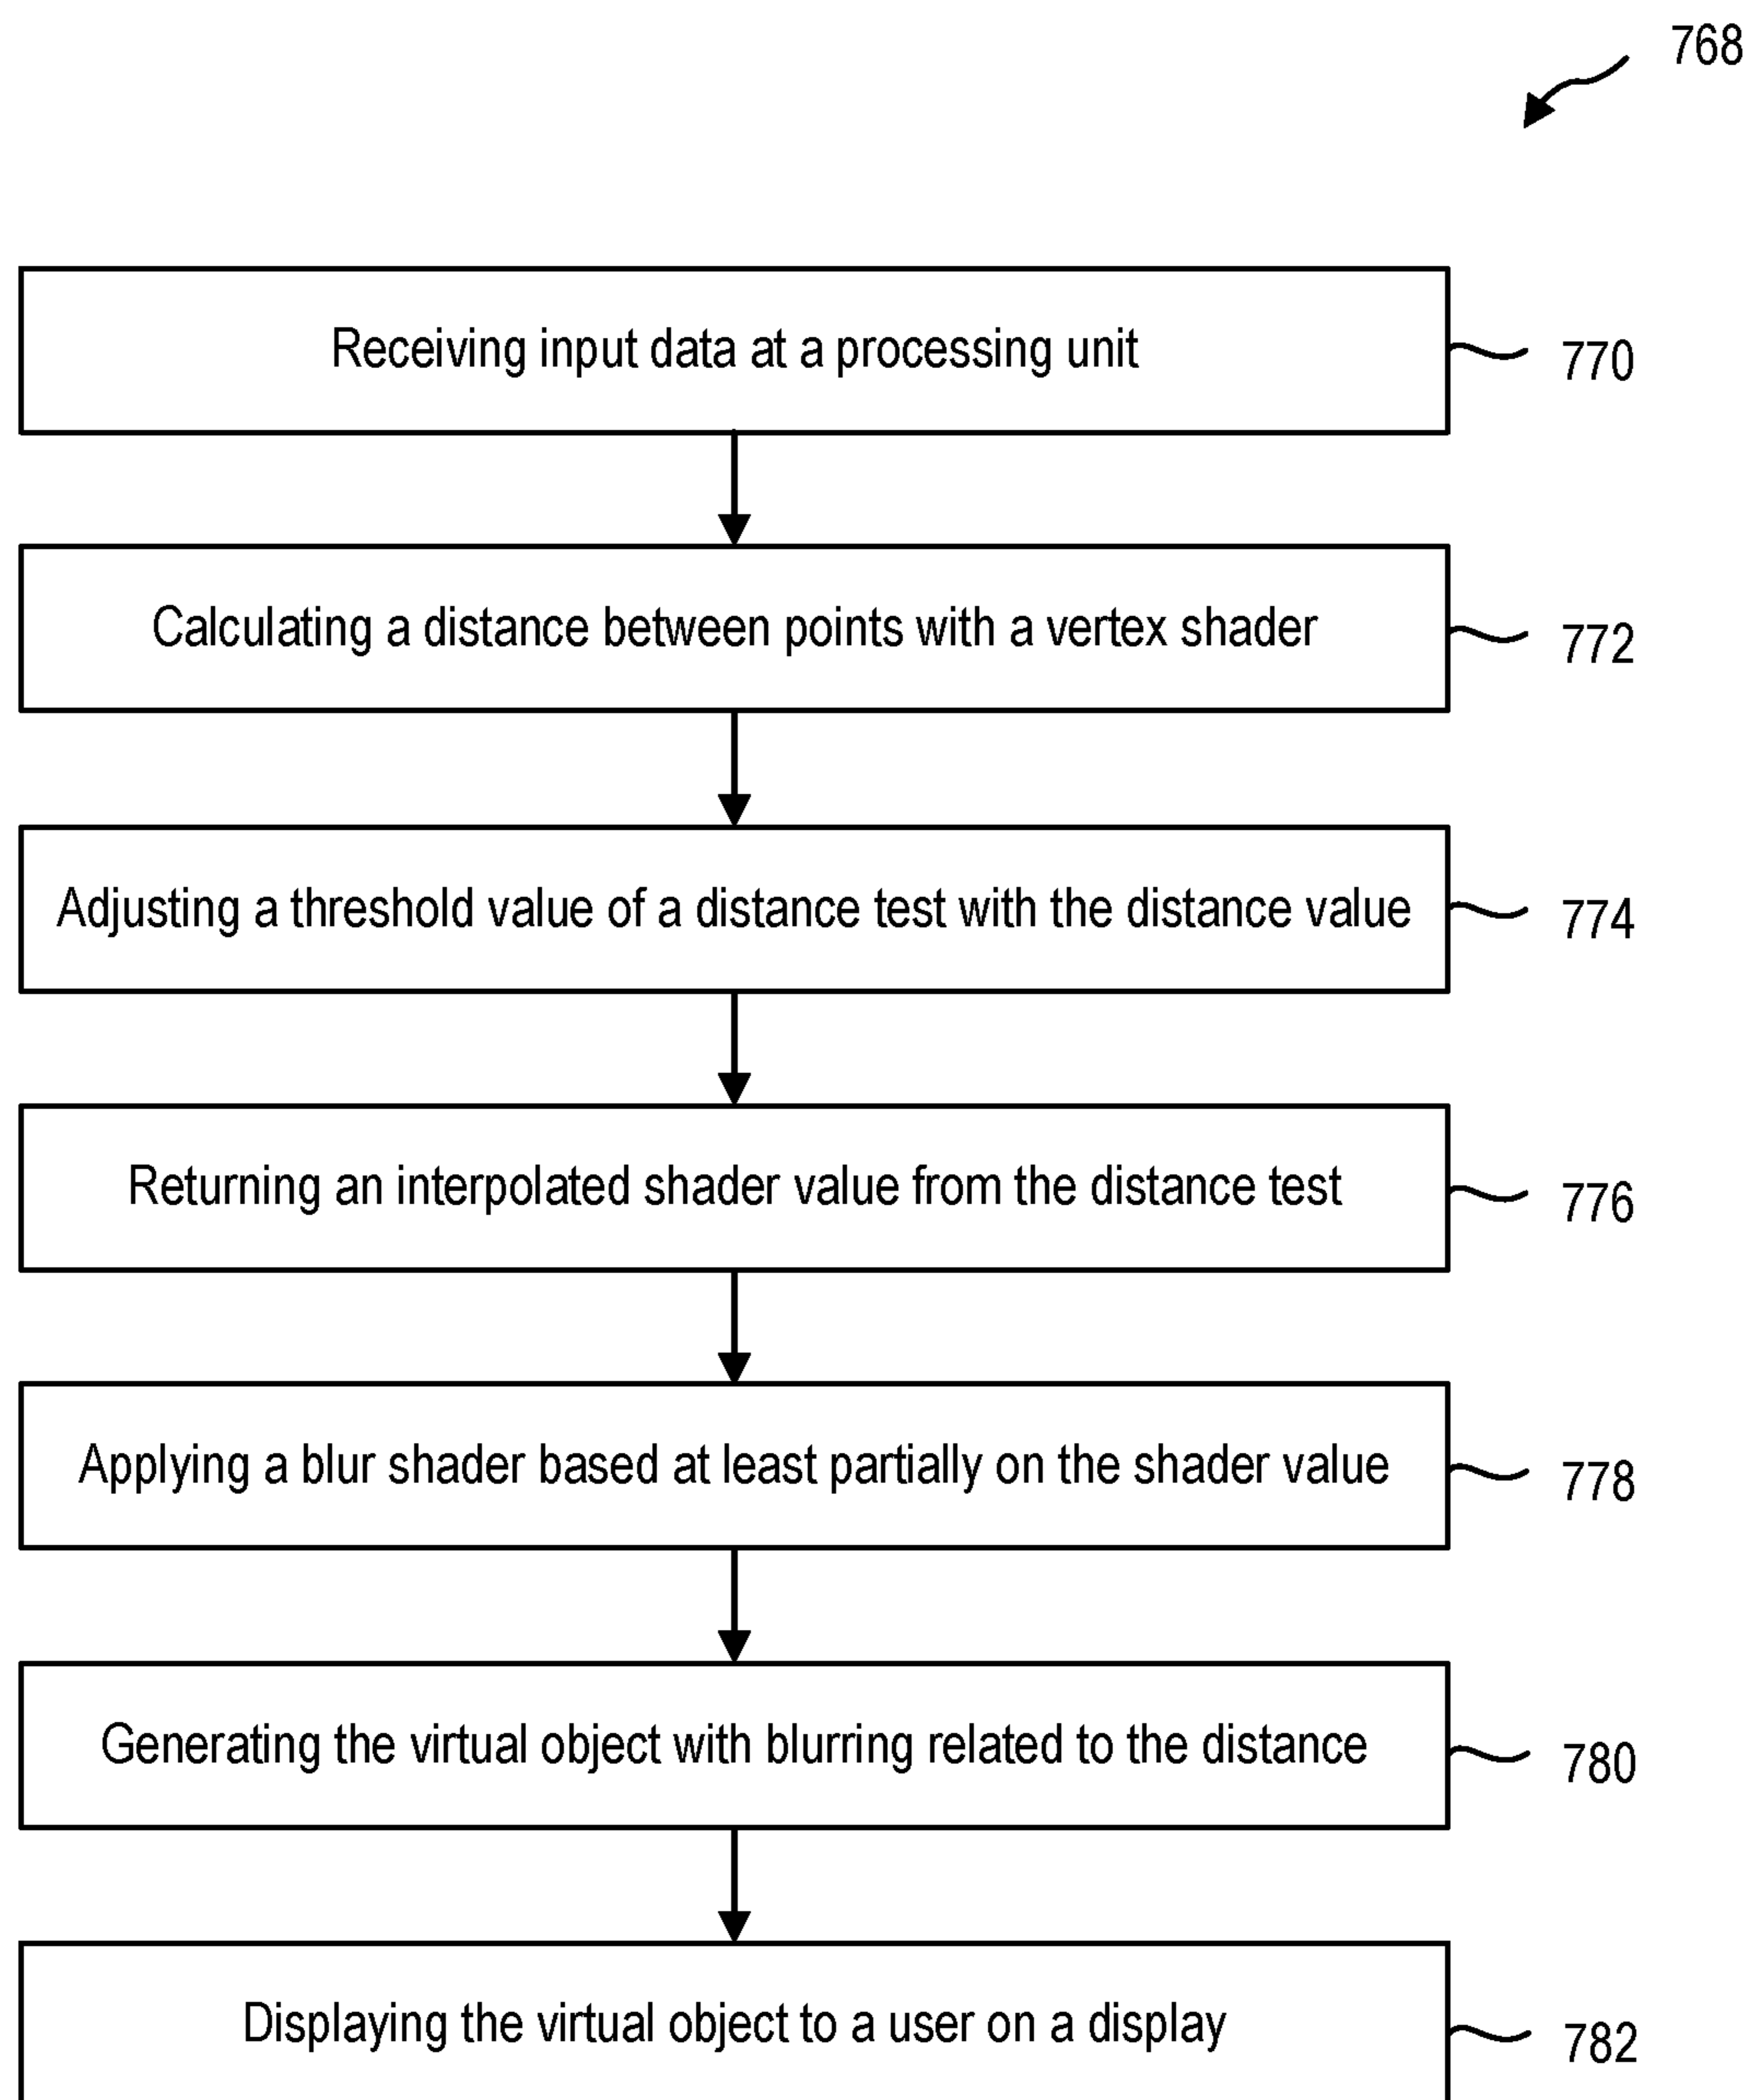 768
Receiving input data at a processing unit
770
Calculating a distance between points with a vertex shader
772
Adjusting a threshold value of a distance test with the distance value
774
Returning an interpolated shader value from the distance test
776
Applying a blur shader based at least partially on the shader value
778
Generating the virtual object with blurring related to the distance
780
Displaying the virtual object to a user on a display
782